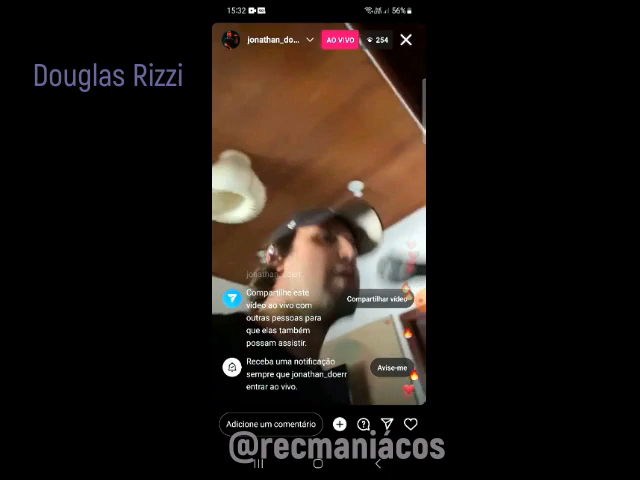 15:32
56%
jonathan_do...
AO VIVO
254
Douglas Rizzi
jonathan_doerr
Compartilhe este
vídeo ao vivo com
outras pessoas para
que elas também
possam assistir.
Compartilhar vídeo
Receba uma notificação
sempre que jonathan_doerr
entrar ao vivo.
Avise-me
Adicione um comentário
@recmaniácos